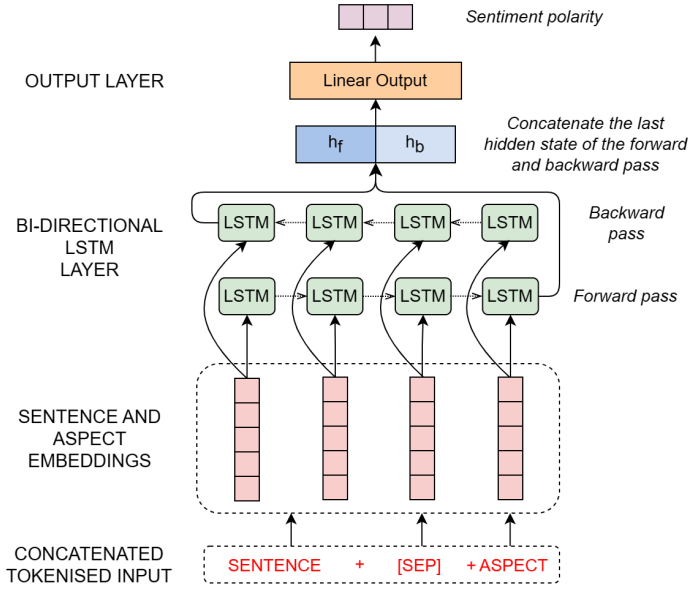 Sentiment polarity
OUTPUT LAYER
Linear Output
h_f
h_b
Concatenate the last
hidden state of the forward
and backward pass
BI-DIRECTIONAL
LSTM
LAYER
LSTM LSTM LSTM LSTM
Backward
pass
LSTM LSTM LSTM LSTM
Forward pass
SENTENCE AND
ASPECT
EMBEDDINGS
CONCATENATED
TOKENISED INPUT
SENTENCE + [SEP] + ASPECT